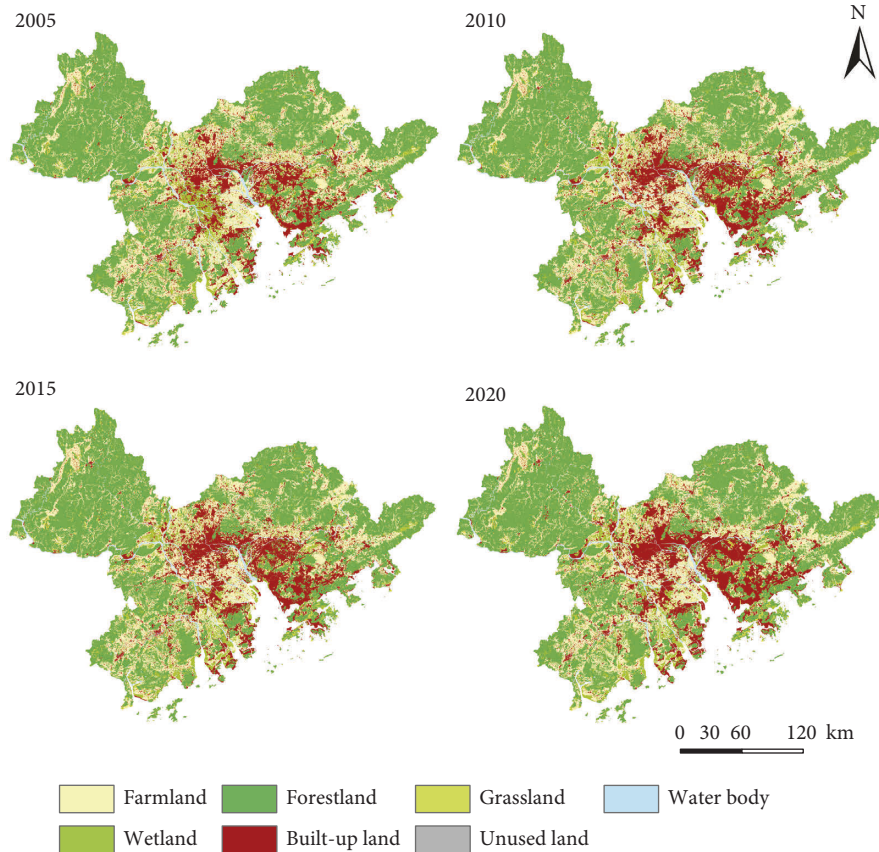 2005
2010
N
2015
2020
0 30 60 120 km
Farmland Forestland Grassland Water body
Wetland Built-up land Unused land